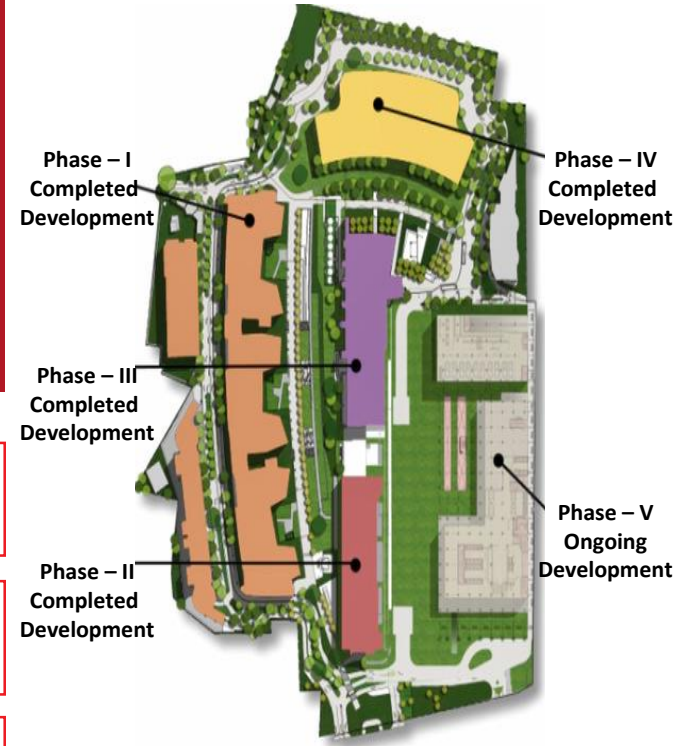 Phase – I
Completed
Development
Phase – IV
Completed
Development
Phase – III
Completed
Development
Phase – V
Ongoing
Development
Phase – II
Completed
Development